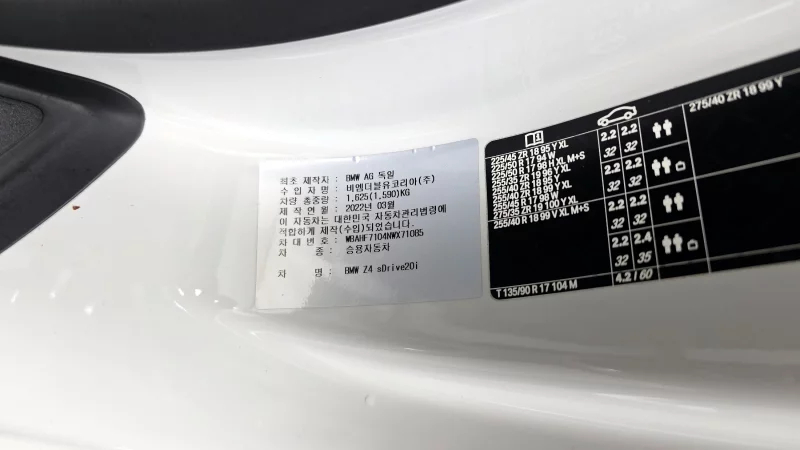 최초 제작자 : BMW AG 독일
수 입 자 명 : 비엠더블유코리아(주)
차량 총중량 : 1,625(1,590)KG
제 작 연 월 : 2022년 03월
이 자동차는 대한민국 자동차관리법령에
적합하게 제작(수입)되었습니다.
차 대 번 호 : WBAHF7104NWX71085
차 종 : 승용자동차
차 명 : BMW Z4 sDrive20i
i
225/45 ZR 18 95 Y XL
225/50 R 17 94 W
225/50 R 17 98 H XL M+S
255/35 ZR 19 96 Y XL
255/40 ZR 18 95 Y
255/40 ZR 18 99 Y XL
255/45 R 17 98 W
275/35 ZR 19 100 Y XL
255/40 R 18 99 V XL M+S
2.2 2.2
32 32
2.2 2.2
32 32
275/40 ZR 18 99 Y
2.2 2.2
32 32
2.2 2.4
32 35
T 135/90 R 17 104 M
4.2 / 60